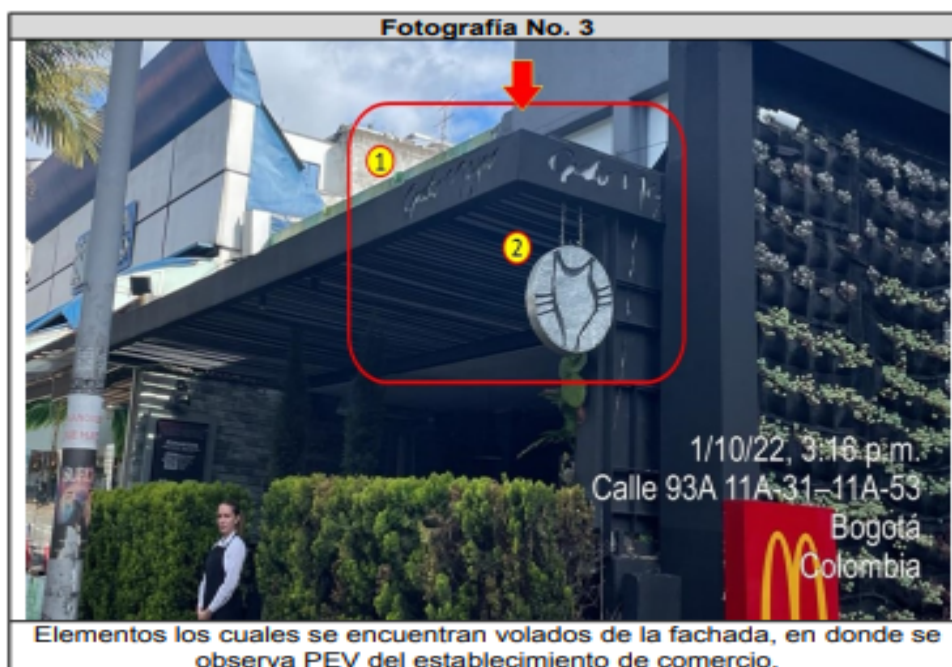 Fotografía No. 3
1
2
1/10/22, 3:16 p.m.
Calle 93A 11A-31–11A-53
Bogotá
Colombia
Elementos los cuales se encuentran volados de la fachada, en donde se
observa PEV del establecimiento de comercio.